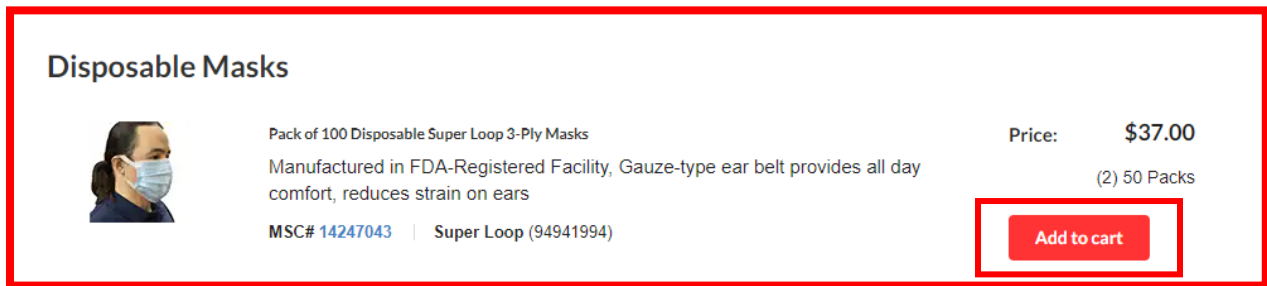 Disposable Masks
Pack of 100 Disposable Super Loop 3-Ply Masks
Price: $37.00
Manufactured in FDA-Registered Facility, Gauze-type ear belt provides all day
comfort, reduces strain on ears
(2) 50 Packs
MSC# 14247043 Super Loop (94941994)
Add to cart